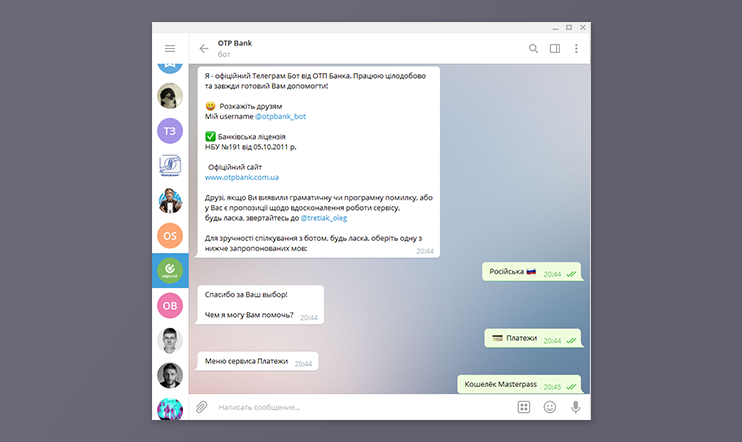 OTP Bank
бот
Я - офіційний Телеграм Бот від ОТП Банка. Працюю цілодобово
та завжди готовий Вам допомогти!
Розкажіть друзям
Мій username @otpbank_bot
Банківська ліцензія
НБУ №191 від 05.10.2011 р.
Офіційний сайт
www.otpbank.com.ua
Друзі, якщо Ви виявили граматичну чи програмну помилку, або
у Вас є пропозиції щодо вдосконалення роботи сервісу,
будь ласка, звертайтесь до @tretiak_oleg
Для зручності спілкування з ботом, будь ласка, оберіть одну з
нижче запропонованих мов:
20:44
Російська 20:44
Спасибо за Ваш выбор!
Чем я могу Вам помочь? 20:44
Платежи 20:44
Меню сервиса Платежи 20:44
Кошелёк Masterpass 20:45
Написать сообщение...
ТЗ
OS
OB